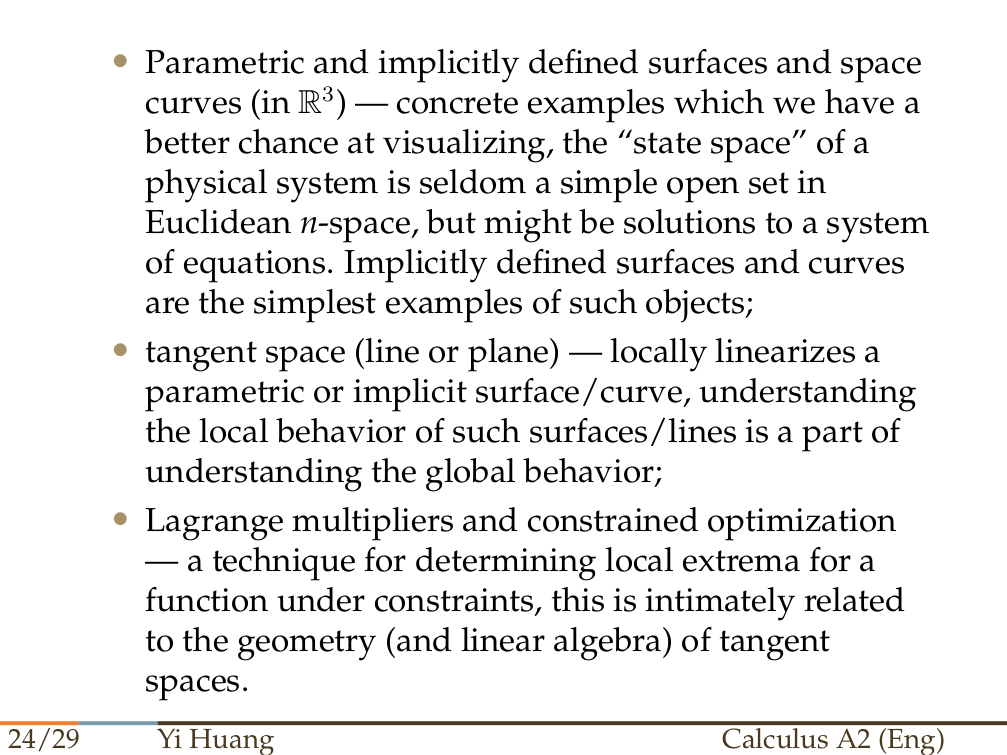 • Parametric and implicitly defined surfaces and space
curves (in ℝ³) — concrete examples which we have a
better chance at visualizing, the “state space” of a
physical system is seldom a simple open set in
Euclidean n-space, but might be solutions to a system
of equations. Implicitly defined surfaces and curves
are the simplest examples of such objects;
• tangent space (line or plane) — locally linearizes a
parametric or implicit surface/curve, understanding
the local behavior of such surfaces/lines is a part of
understanding the global behavior;
• Lagrange multipliers and constrained optimization
— a technique for determining local extrema for a
function under constraints, this is intimately related
to the geometry (and linear algebra) of tangent
spaces.
24/29 Yi Huang Calculus A2 (Eng)